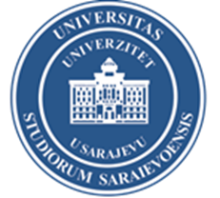 UNIVERSITAS
STUDIORUM SARAIEVOENSIS
UNIVERZITET
U SARAJEVU